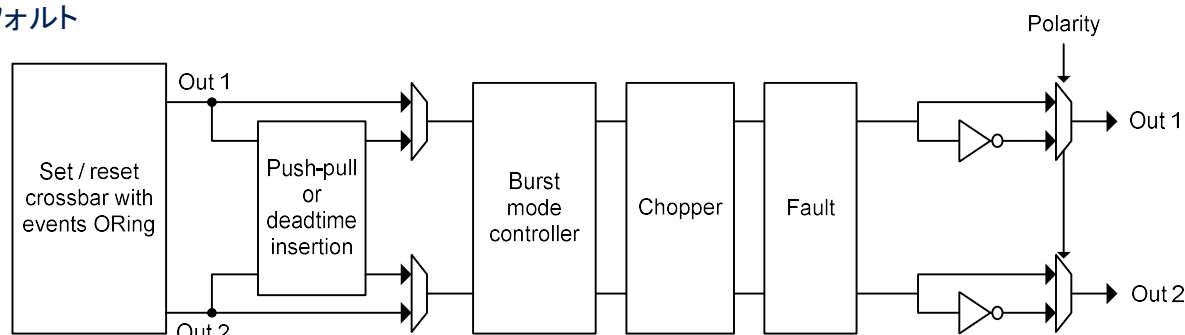 ォルト
Polarity
Out 1
Set / reset
crossbar with
events ORing
Push-pull
or
deadtime
insertion
Burst
mode
controller
Chopper
Fault
Out 1
Out 2
Out 2